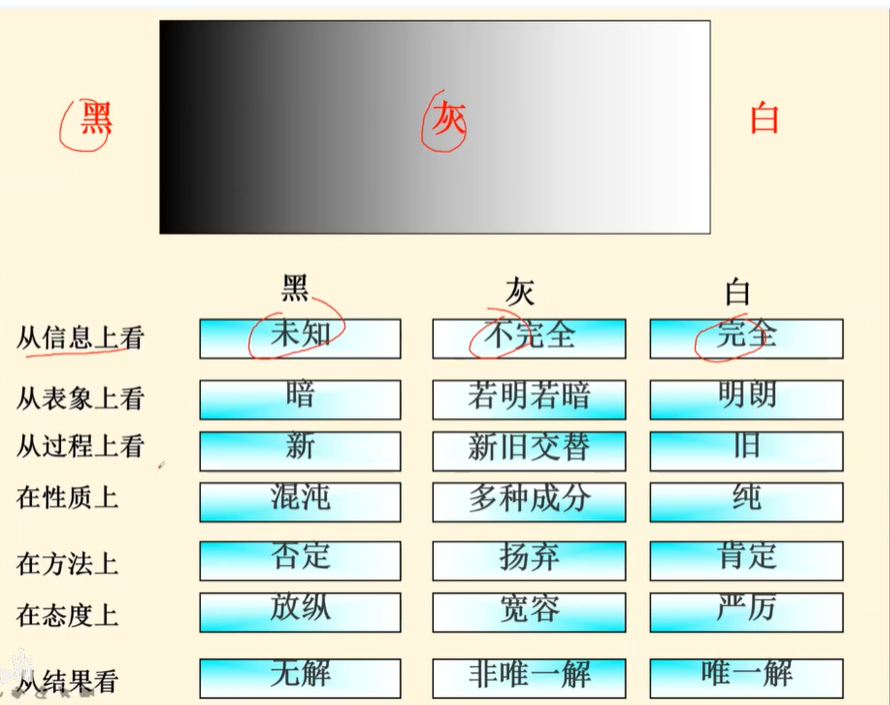 黑 灰 白
黑 灰 白
从信息上看 未知 不完全 完全
从表象上看 暗 若明若暗 明朗
从过程上看 新 新旧交替 旧
在性质上 混沌 多种成分 纯
在方法上 否定 扬弃 肯定
在态度上 放纵 宽容 严厉
从结果看 无解 非唯一解 唯一解